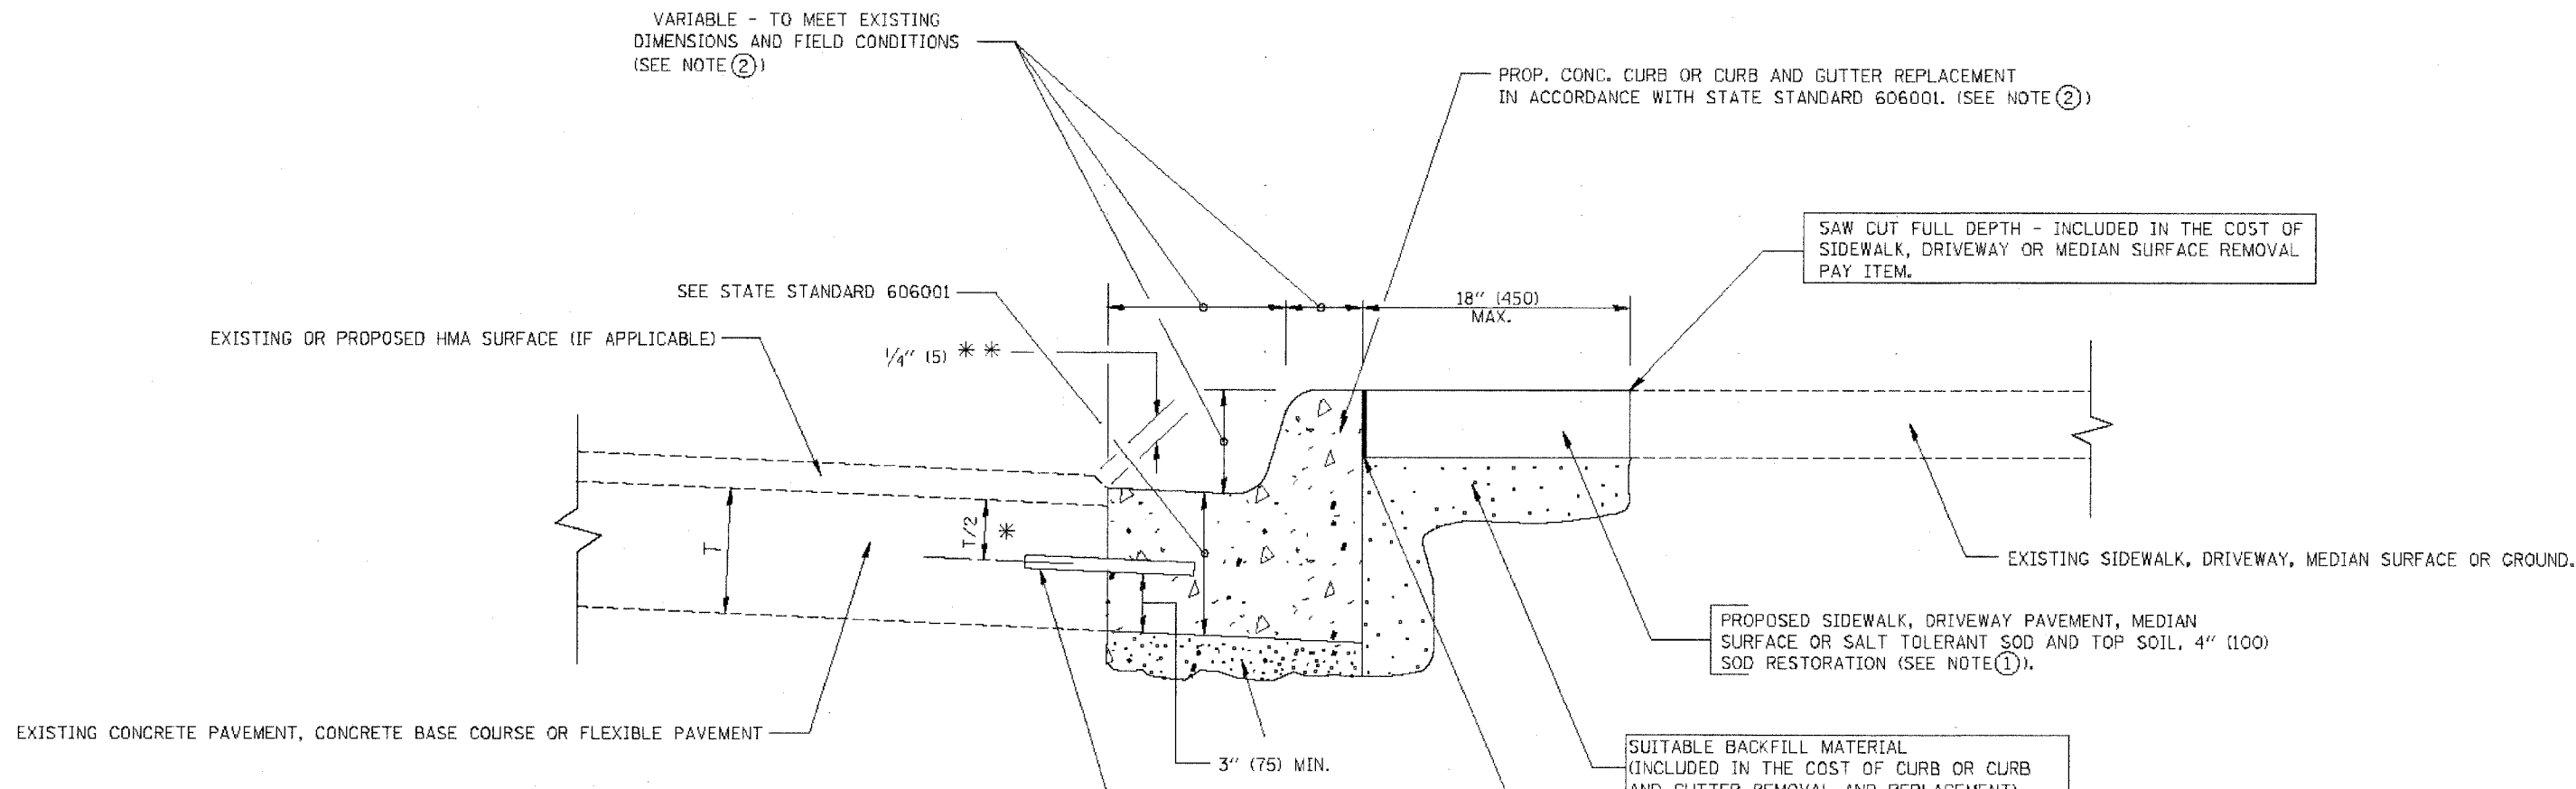 VARIABLE - TO MEET EXISTING
DIMENSIONS AND FIELD CONDITIONS
(SEE NOTE ②)
PROP. CONC. CURB OR CURB AND GUTTER REPLACEMENT
IN ACCORDANCE WITH STATE STANDARD 606001. (SEE NOTE ②)
SAW CUT FULL DEPTH - INCLUDED IN THE COST OF
SIDEWALK, DRIVEWAY OR MEDIAN SURFACE REMOVAL
PAY ITEM.
SEE STATE STANDARD 606001
18" (450)
MAX.
EXISTING OR PROPOSED HMA SURFACE (IF APPLICABLE)
1/4" (5) * *
T
T/2 *
EXISTING SIDEWALK, DRIVEWAY, MEDIAN SURFACE OR GROUND.
PROPOSED SIDEWALK, DRIVEWAY PAVEMENT, MEDIAN
SURFACE OR SALT TOLERANT SOD AND TOP SOIL, 4" (100)
SOD RESTORATION (SEE NOTE ①).
EXISTING CONCRETE PAVEMENT, CONCRETE BASE COURSE OR FLEXIBLE PAVEMENT
3" (75) MIN.
SUITABLE BACKFILL MATERIAL
(INCLUDED IN THE COST OF CURB OR CURB
AND GUTTER REMOVAL AND REPLACEMENT)